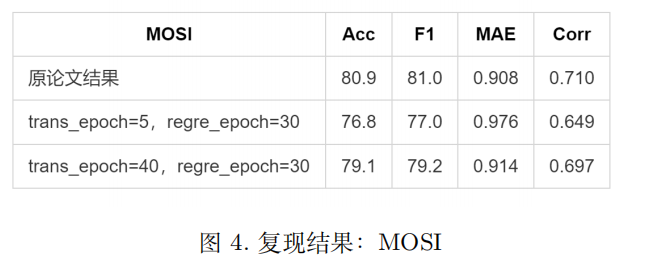 MOSI Acc F1 MAE Corr
原论文结果 80.9 81.0 0.908 0.710
trans_epoch=5，regre_epoch=30 76.8 77.0 0.976 0.649
trans_epoch=40，regre_epoch=30 79.1 79.2 0.914 0.697
图 4. 复现结果：MOSI